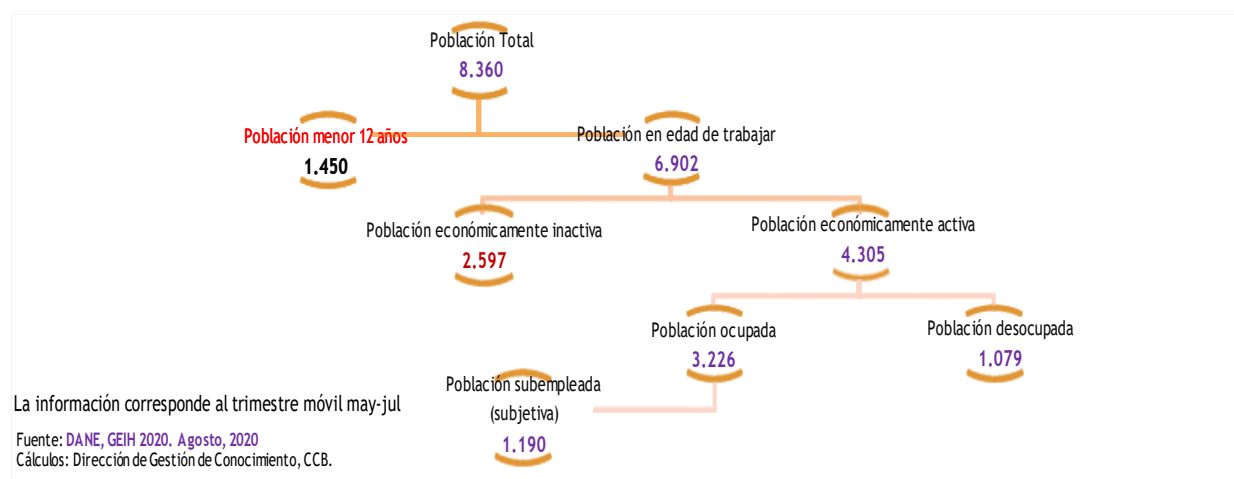 Población Total
8.360
Población menor 12 años
1.450
Población en edad de trabajar
6.902
Población económicamente inactiva
2.597
Población económicamente activa
4.305
Población ocupada
3.226
Población desocupada
1.079
Población subempleada
(subjetiva)
1.190
La información corresponde al trimestre móvil may-jul
Fuente: DANE, GEIH 2020. Agosto, 2020
Cálculos: Dirección de Gestión de Conocimiento, CCB.